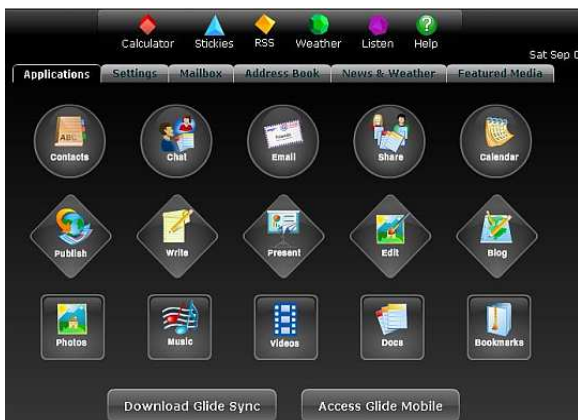 Calculator Stickies RSS Weather Listen Help
Sat Sep
Applications Settings Mailbox Address Book News & Weather Featured Media
Contacts Chat Email Share Calendar
Publish Write Present Edit Blog
Photos Music Videos Docs Bookmarks
Download Glide Sync Access Glide Mobile